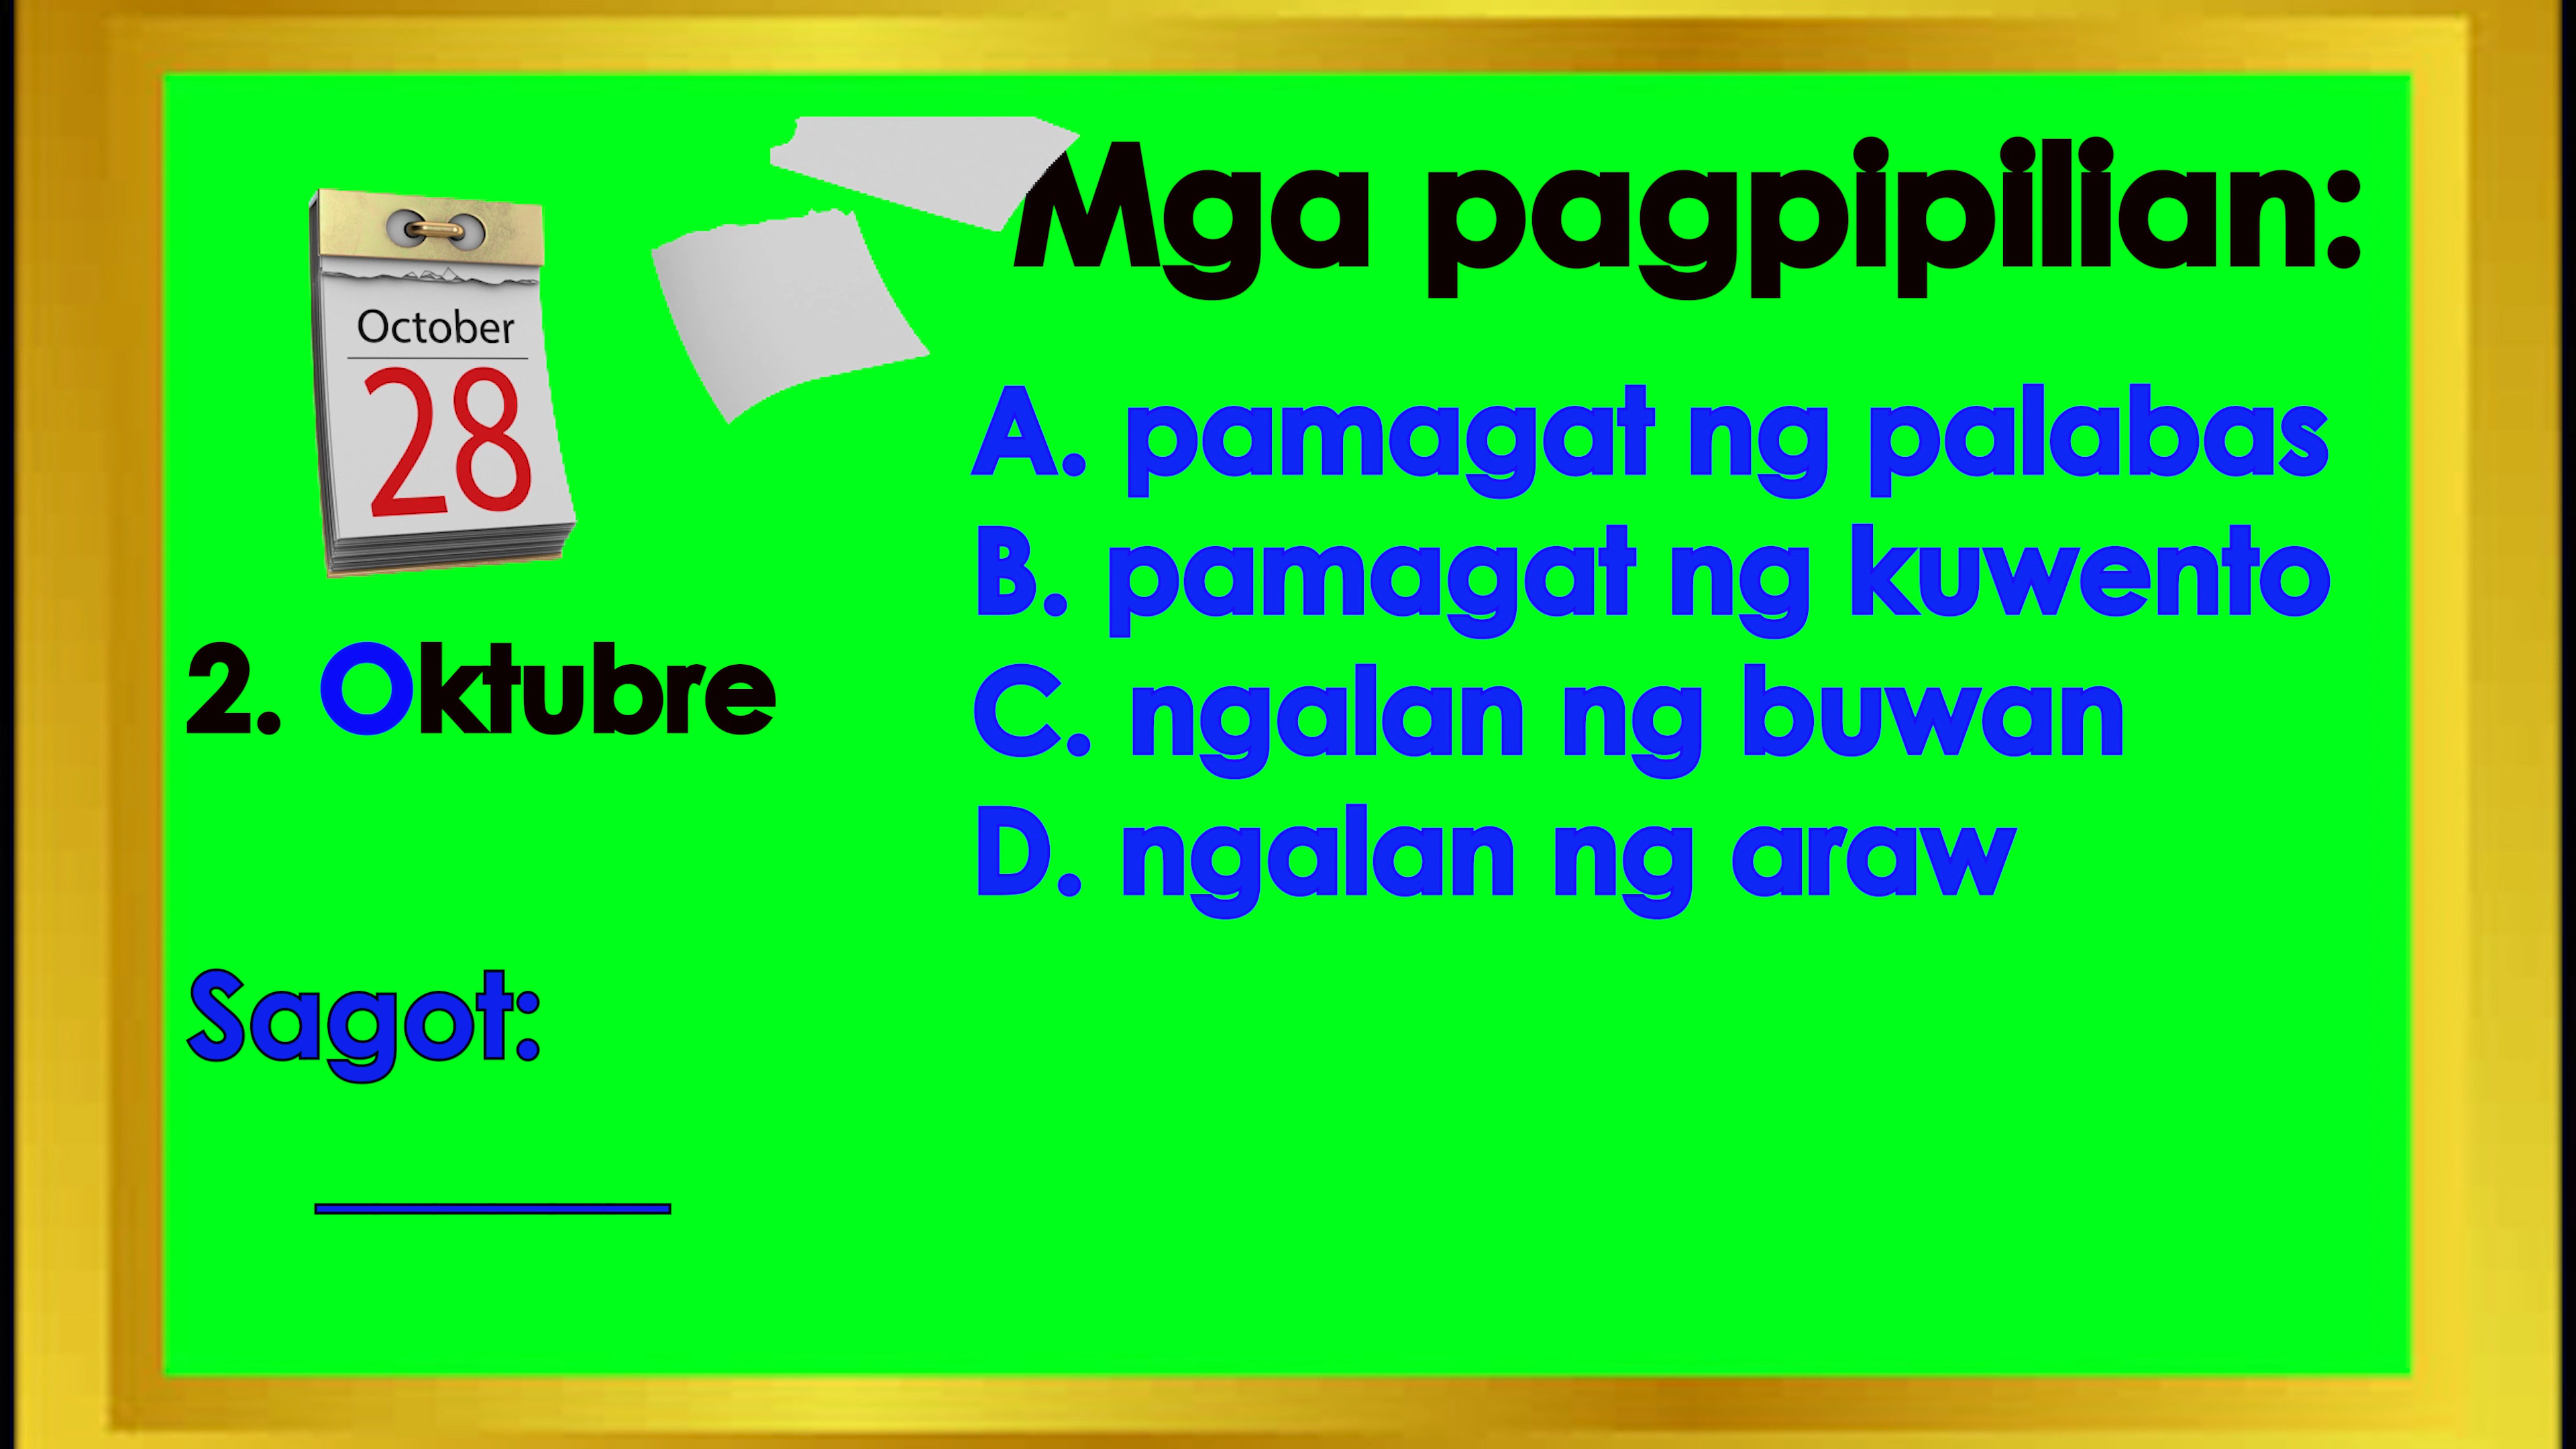 October
28
2. Oktubre
Sagot:
Mga pagpipilian:
A. pamagat ng palabas
B. pamagat ng kuwento
C. ngalan ng buwan
D. ngalan ng araw